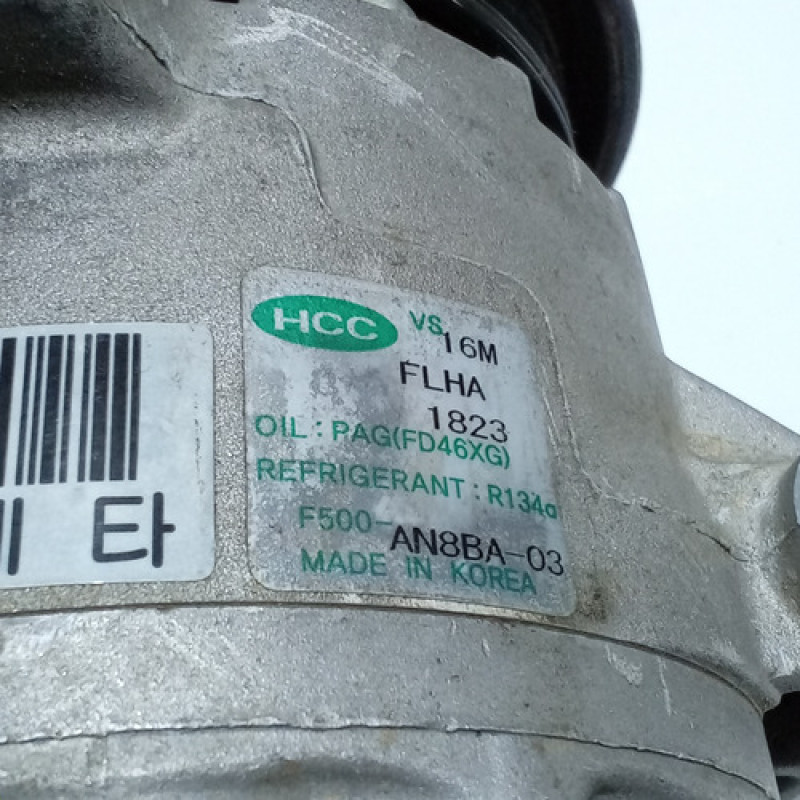 HCC VS16M
FLHA
1823
OIL : PAG(FD46XG)
REFRIGERANT : R134a
F500-AN8BA-03
MADE IN KOREA
타